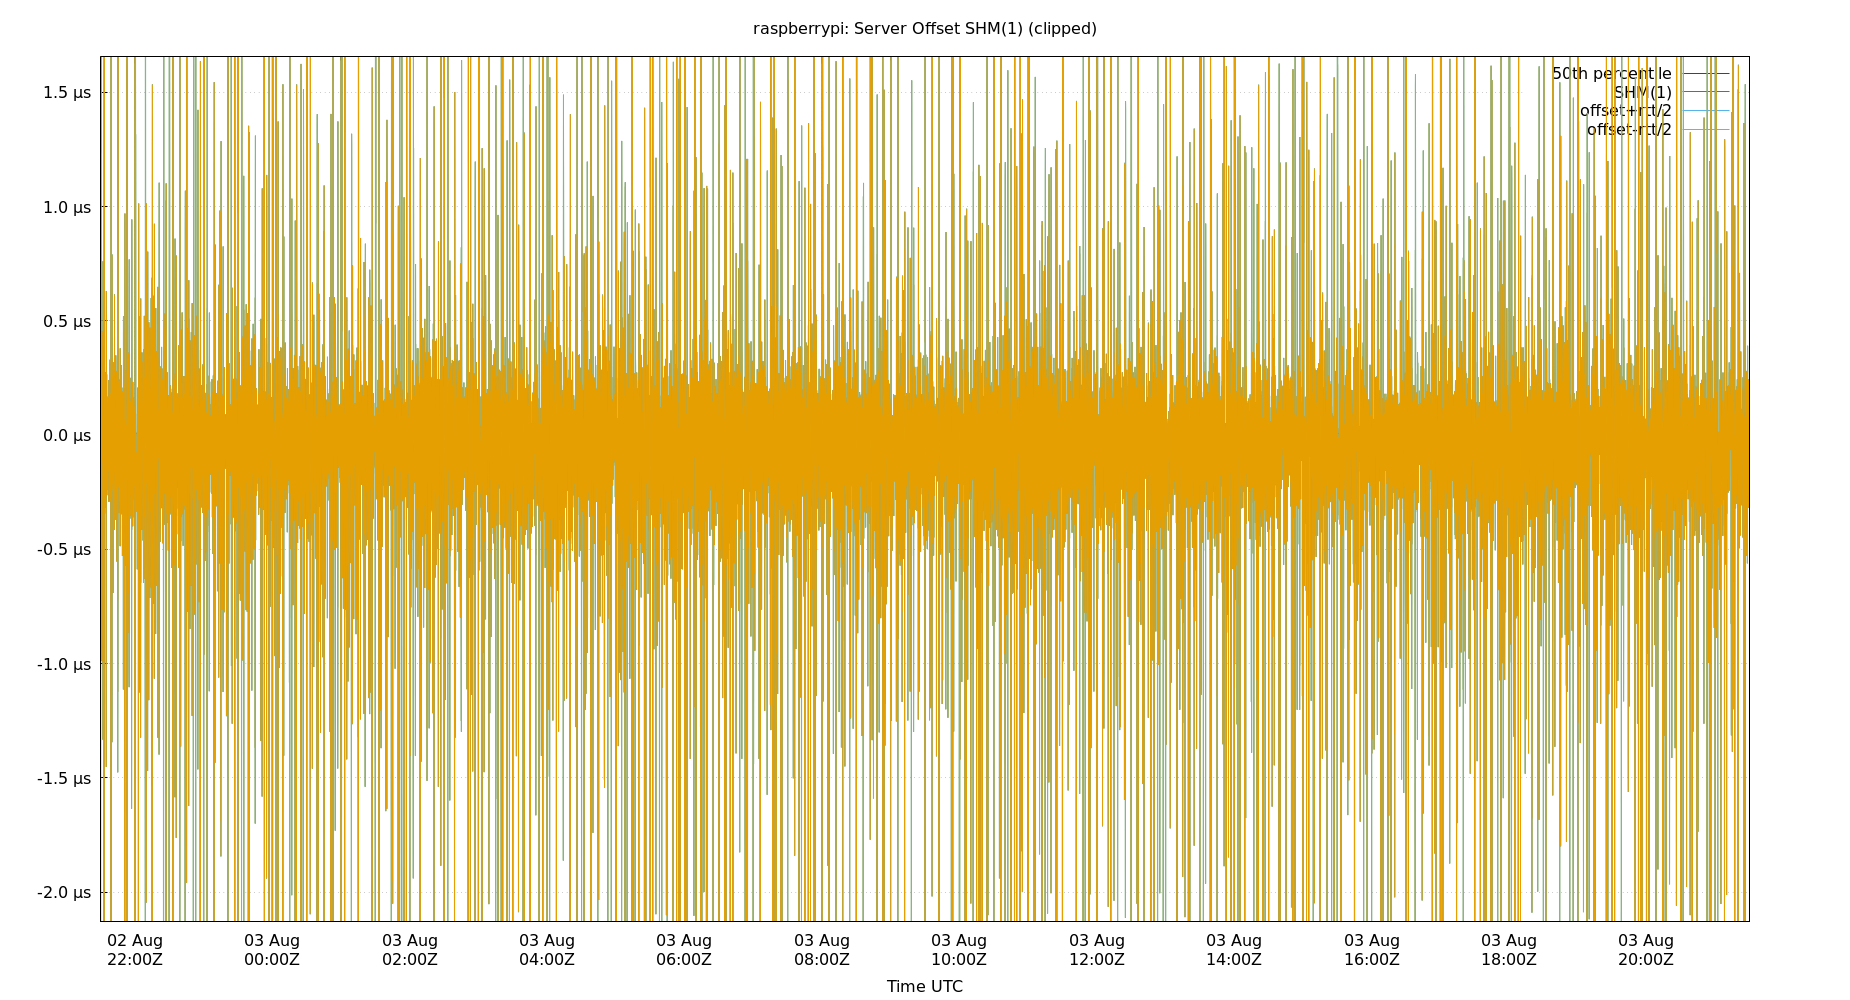 raspberrypi: Server Offset SHM(1) (clipped)
1.5 µs
1.0 µs
0.5 µs
0.0 µs
-0.5 µs
-1.0 µs
-1.5 µs
-2.0 µs
50th percentile
SHM(1)
offset+rtt/2
offset-rtt/2
02 Aug 03 Aug 03 Aug 03 Aug 03 Aug 03 Aug 03 Aug 03 Aug 03 Aug 03 Aug 03 Aug 03 Aug
22:00Z 00:00Z 02:00Z 04:00Z 06:00Z 08:00Z 10:00Z 12:00Z 14:00Z 16:00Z 18:00Z 20:00Z
Time UTC